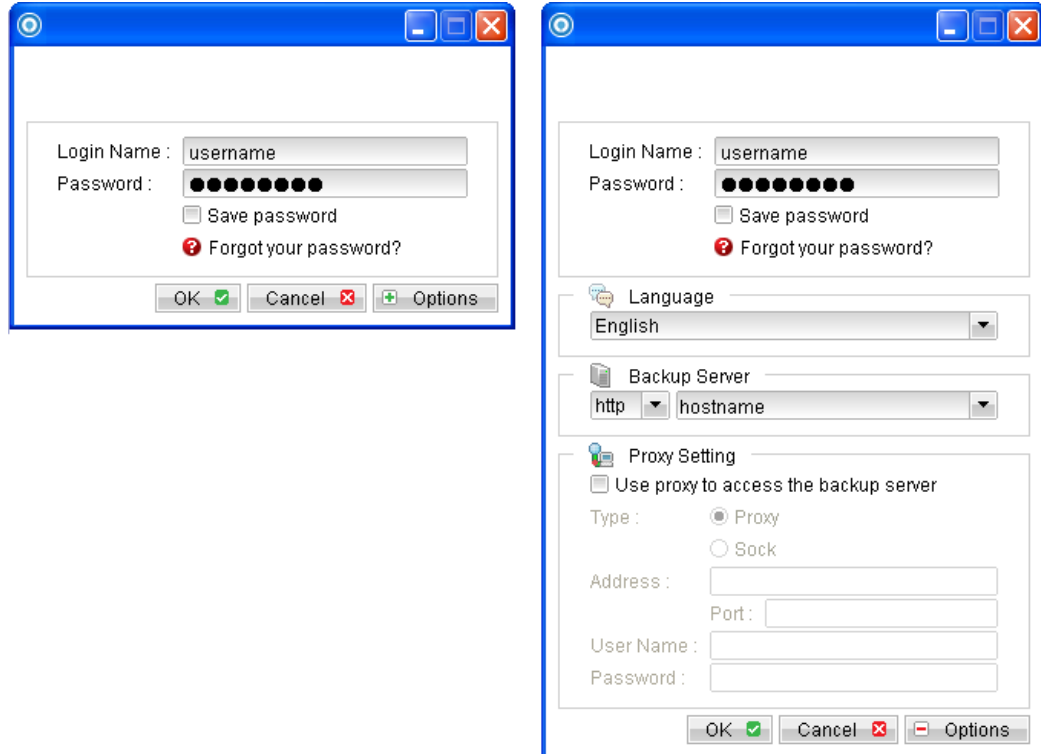 Login Name : username
Password : ●●●●●●●●
Save password
Forgot your password?
OK Cancel Options
Login Name : username
Password : ●●●●●●●●
Save password
Forgot your password?
Language
English
Backup Server
http hostname
Proxy Setting
Use proxy to access the backup server
Type : Proxy
Sock
Address :
Port :
User Name :
Password :
OK Cancel Options